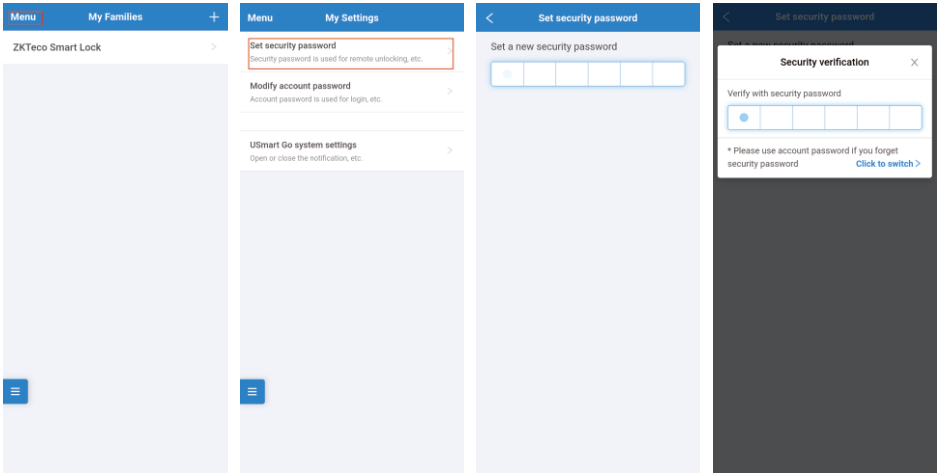 Menu My Families +
ZKTeco Smart Lock >
Menu My Settings
Set security password >
Security password is used for remote unlocking, etc.
Modify account password >
Account password is used for login, etc.
USmart Go system settings >
Open or close the notification, etc.
< Set security password
Set a new security password
< Set security password
Set a new security password
Security verification ×
Verify with security password
* Please use account password if you forget
security password Click to switch >